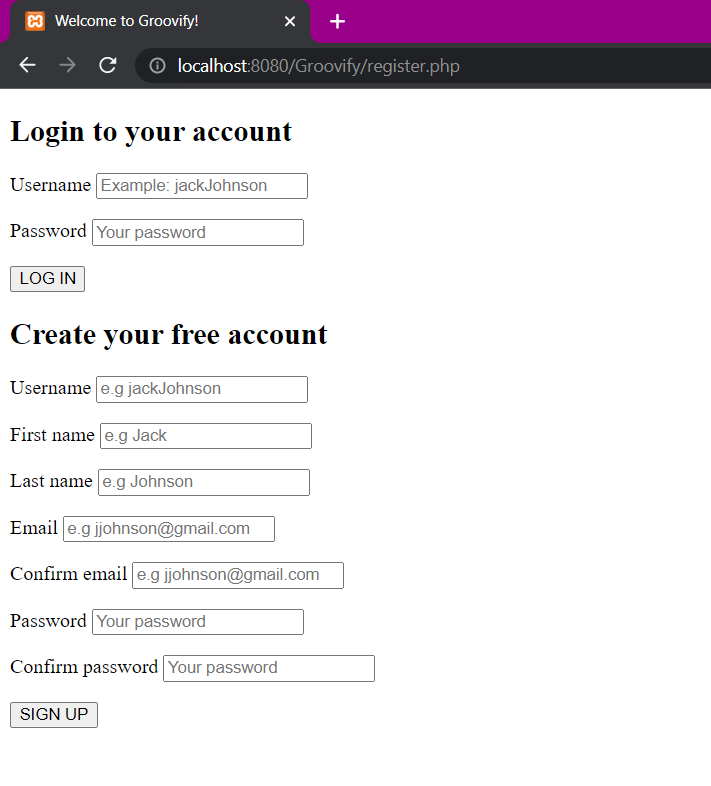 Welcome to Groovify!
localhost:8080/Groovify/register.php
Login to your account
Username Example: jackJohnson
Password Your password
LOG IN
Create your free account
Username e.g jackJohnson
First name e.g Jack
Last name e.g Johnson
Email e.g jjohnson@gmail.com
Confirm email e.g jjohnson@gmail.com
Password Your password
Confirm password Your password
SIGN UP